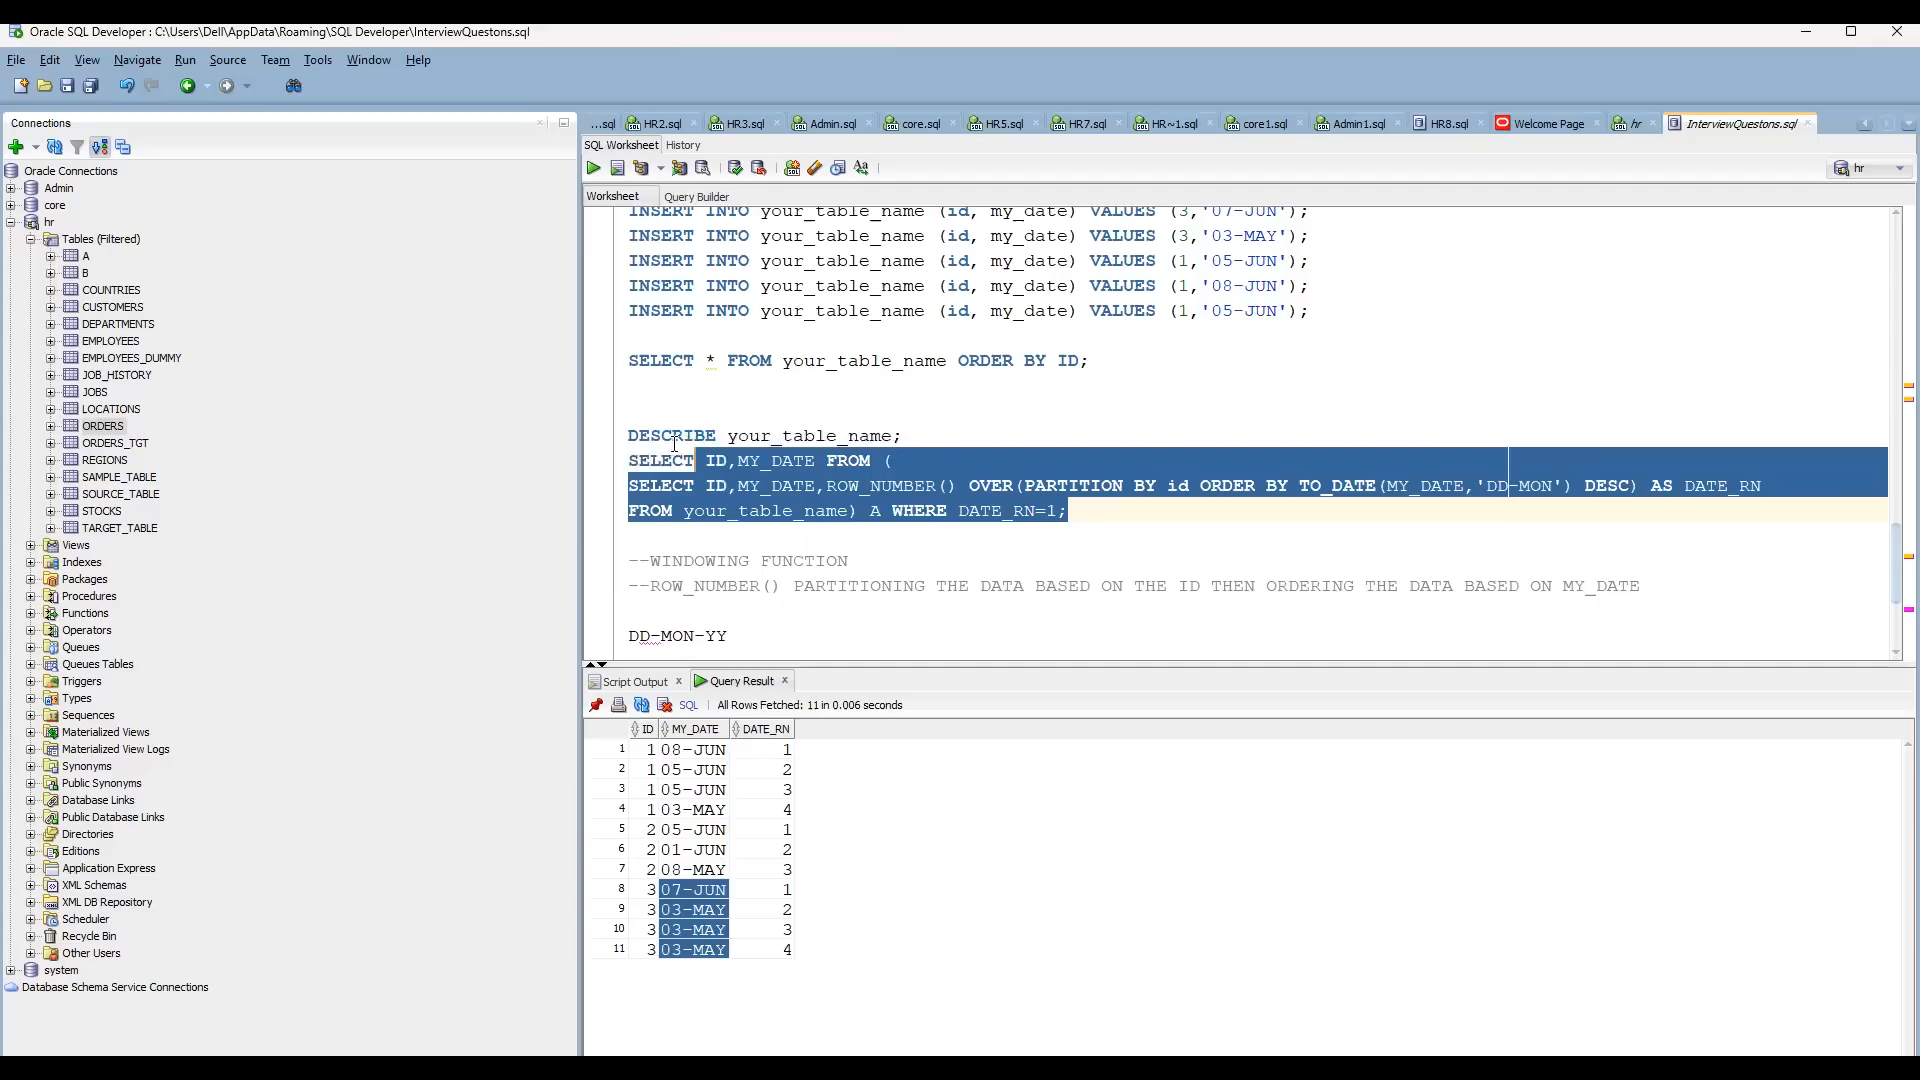 Oracle SQL Developer : C:\Users\Dell\AppData\Roaming\SQL Developer\InterviewQuestons.sql
File Edit View Navigate Run Source Team Tools Window Help
Connections
Oracle Connections
Admin
core
hr
Tables (Filtered)
A
B
COUNTRIES
CUSTOMERS
DEPARTMENTS
EMPLOYEES
EMPLOYEES_DUMMY
JOB_HISTORY
JOBS
LOCATIONS
ORDERS
ORDERS_TGT
REGIONS
SAMPLE_TABLE
SOURCE_TABLE
STOCKS
TARGET_TABLE
Views
Indexes
Packages
Procedures
Functions
Operators
Queues
Queues Tables
Triggers
Types
Sequences
Materialized Views
Materialized View Logs
Synonyms
Public Synonyms
Database Links
Public Database Links
Directories
Editions
Application Express
XML Schemas
XML DB Repository
Scheduler
Recycle Bin
Other Users
system
Database Schema Service Connections
...sql HR2.sql HR3.sql Admin.sql core.sql HR5.sql HR7.sql HR~1.sql core1.sql Admin1.sql HR8.sql Welcome Page hr InterviewQuestons.sql
SQL Worksheet History
Aa hr
Worksheet Query Builder
INSERT INTO your_table_name (id, my_date) VALUES (3,'07-JUN');
INSERT INTO your_table_name (id, my_date) VALUES (3,'03-MAY');
INSERT INTO your_table_name (id, my_date) VALUES (1,'05-JUN');
INSERT INTO your_table_name (id, my_date) VALUES (1,'08-JUN');
INSERT INTO your_table_name (id, my_date) VALUES (1,'05-JUN');
SELECT * FROM your_table_name ORDER BY ID;
DESCRIBE your_table_name;
SELECT ID,MY_DATE FROM (
SELECT ID,MY_DATE,ROW_NUMBER() OVER(PARTITION BY id ORDER BY TO_DATE(MY_DATE,'DD-MON') DESC) AS DATE_RN
FROM your_table_name) A WHERE DATE_RN=1;
--WINDOWING FUNCTION
--ROW_NUMBER() PARTITIONING THE DATA BASED ON THE ID THEN ORDERING THE DATA BASED ON MY_DATE
DD-MON-YY
Script Output Query Result
SQL All Rows Fetched: 11 in 0.006 seconds
ID MY_DATE DATE_RN
1 1 08-JUN 1
2 1 05-JUN 2
3 1 05-JUN 3
4 1 03-MAY 4
5 2 05-JUN 1
6 2 01-JUN 2
7 2 08-MAY 3
8 3 07-JUN 1
9 3 03-MAY 2
10 3 03-MAY 3
11 3 03-MAY 4